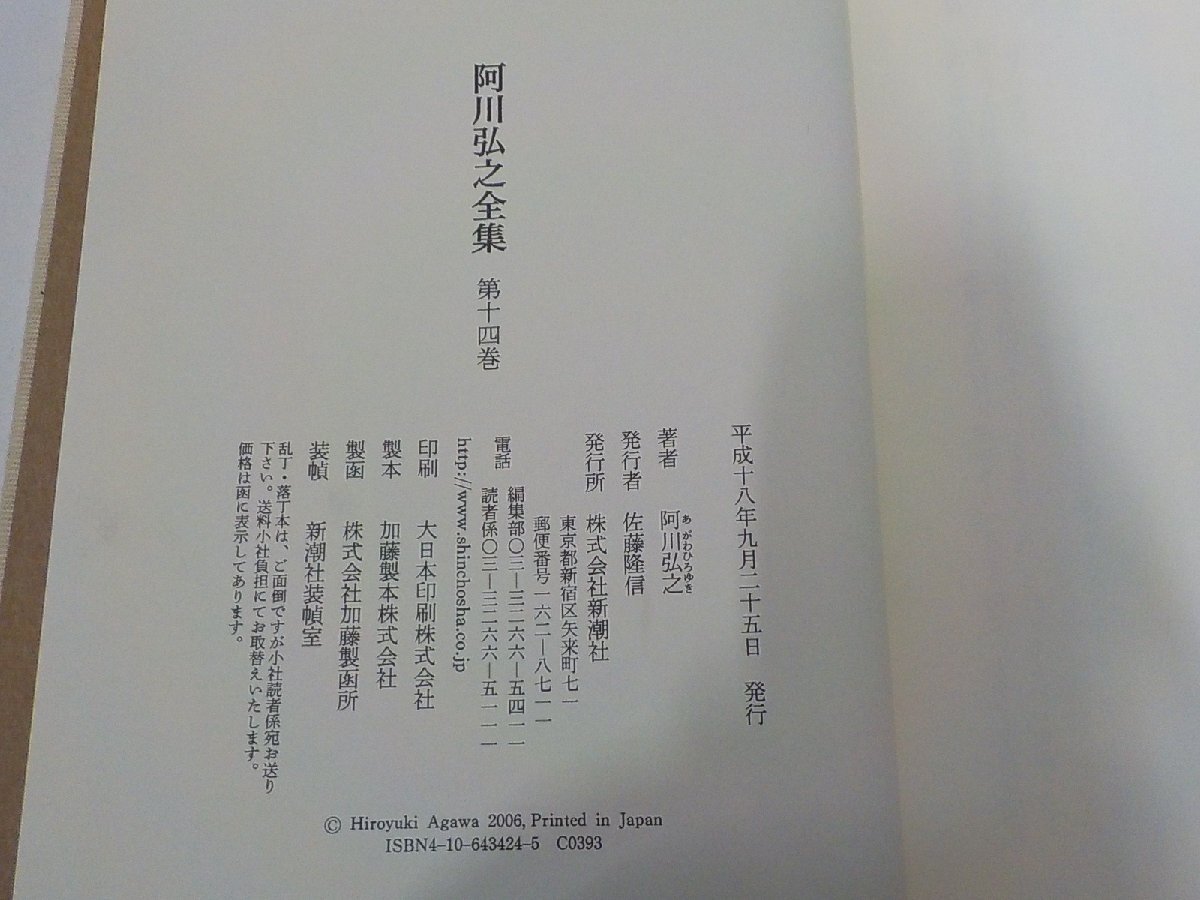 阿川弘之全集 第十四巻
平成十八年九月二十五日 発行
著者 阿川弘之
あがわひろゆき
発行者 佐藤隆信
発行所 株式会社新潮社
東京都新宿区矢来町七一
郵便番号一六二―八七一一
電話 編集部〇三―三二六六―五四一一
読者係〇三―三二六六―五一一一
http://www.shinchosha.co.jp
印刷 大日本印刷株式会社
製本 加藤製本株式会社
製函 株式会社加藤製函所
装幀 新潮社装幀室
乱丁・落丁本は、ご面倒ですが小社読者係宛お送り
下さい。送料小社負担にてお取替えいたします。
価格は函に表示してあります。
© Hiroyuki Agawa 2006, Printed in Japan
ISBN4-10-643424-5 C0393